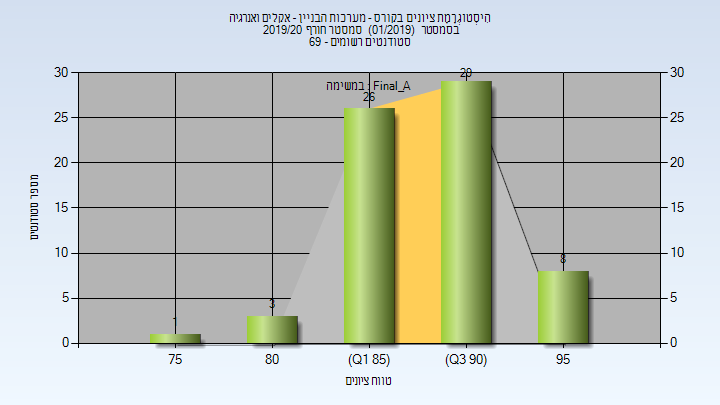 היסטוגרמת ציונים בקורס - מערכות הבניין - אקלים ואנרגיה
בסמסטר (01/2019) סמסטר חורף 2019/20
סטודנטים רשומים - 69
במשימה : Final_A
30 30
25 25
20 20
15 15
10 10
5 5
0 0
1
3
26
29
8
מספר סטודנטים
75 80 (Q1 85) (Q3 90) 95
טווח ציונים